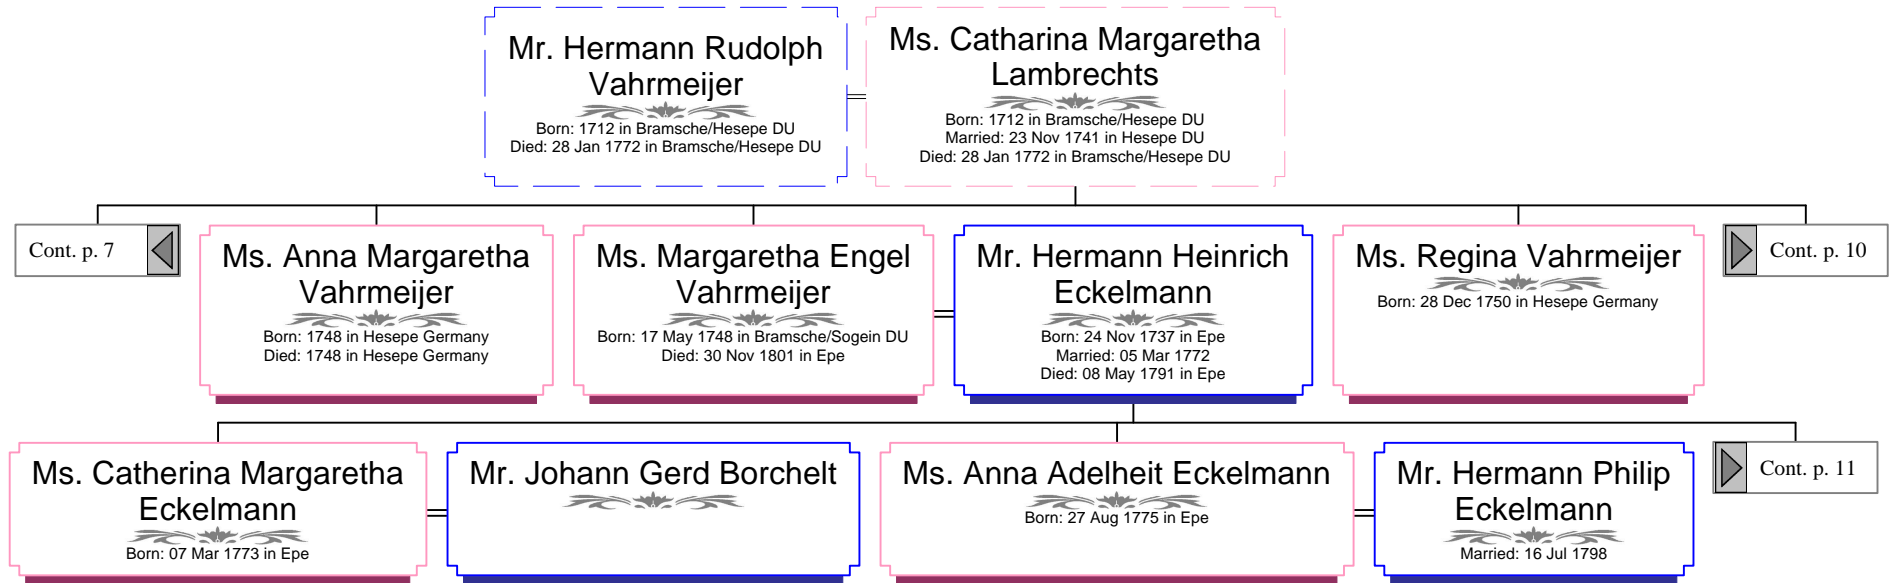 Mr. Hermann Rudolph
Vahrmeijer
Born: 1712 in Bramsche/Hesepe DU
Died: 28 Jan 1772 in Bramsche/Hesepe DU
Ms. Catharina Margaretha
Lambrechts
Born: 1712 in Bramsche/Hesepe DU
Married: 23 Nov 1741 in Hesepe DU
Died: 28 Jan 1772 in Bramsche/Hesepe DU
Cont. p. 7
Ms. Anna Margaretha
Vahrmeijer
Born: 1748 in Hesepe Germany
Died: 1748 in Hesepe Germany
Ms. Margaretha Engel
Vahrmeijer
Born: 17 May 1748 in Bramsche/Sogein DU
Died: 30 Nov 1801 in Epe
Mr. Hermann Heinrich
Eckelmann
Born: 24 Nov 1737 in Epe
Married: 05 Mar 1772
Died: 08 May 1791 in Epe
Ms. Regina Vahrmeijer
Born: 28 Dec 1750 in Hesepe Germany
Cont. p. 10
Ms. Catherina Margaretha
Eckelmann
Born: 07 Mar 1773 in Epe
Mr. Johann Gerd Borchelt
Ms. Anna Adelheit Eckelmann
Born: 27 Aug 1775 in Epe
Mr. Hermann Philip
Eckelmann
Married: 16 Jul 1798
Cont. p. 11